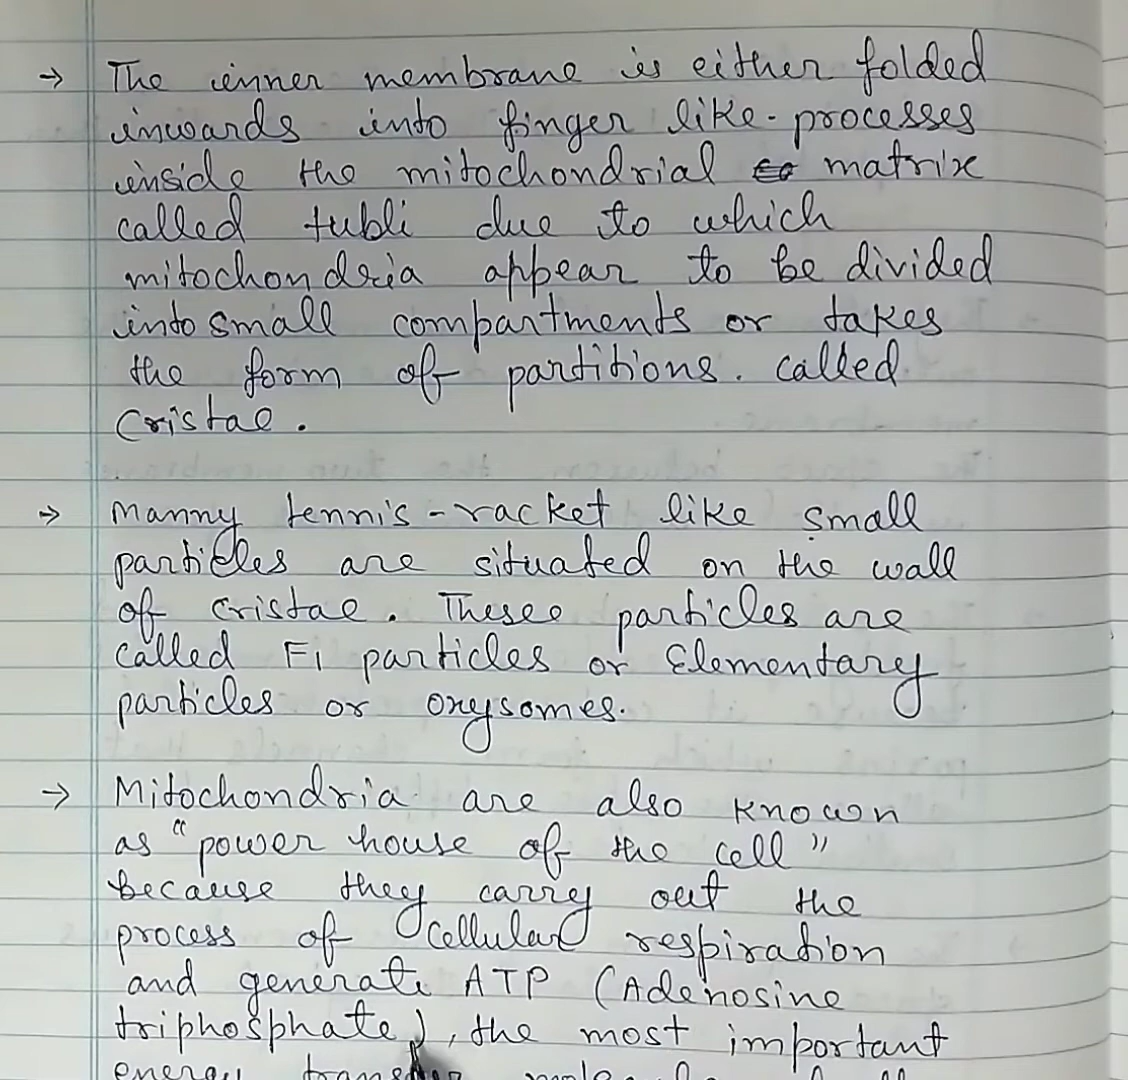 → The inner membrane is either folded
inwards into finger like-processes
inside the mitochondrial matrix
called tubli due to which
mitochondria appear to be divided
into small compartments or takes
the form of partitions. called
Cristae.
→ Manny tennis-racket like small
particles are situated on the wall
of cristae. These particles are
called F1 particles or Elementary
particles or oxysomes.
→ Mitochondria are also known
as "power house of the cell"
because they carry out the
process of Cellular respiration
and generate ATP (Adenosine
triphosphate), the most important
energy